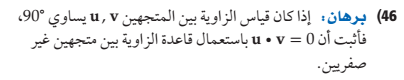 46) برهان: إذا كان قياس الزاوية بين المتجهين u , v يساوي 90°،
فأثبت أن u • v = 0 باستعمال قاعدة الزاوية بين متجهين غير
صفريين.